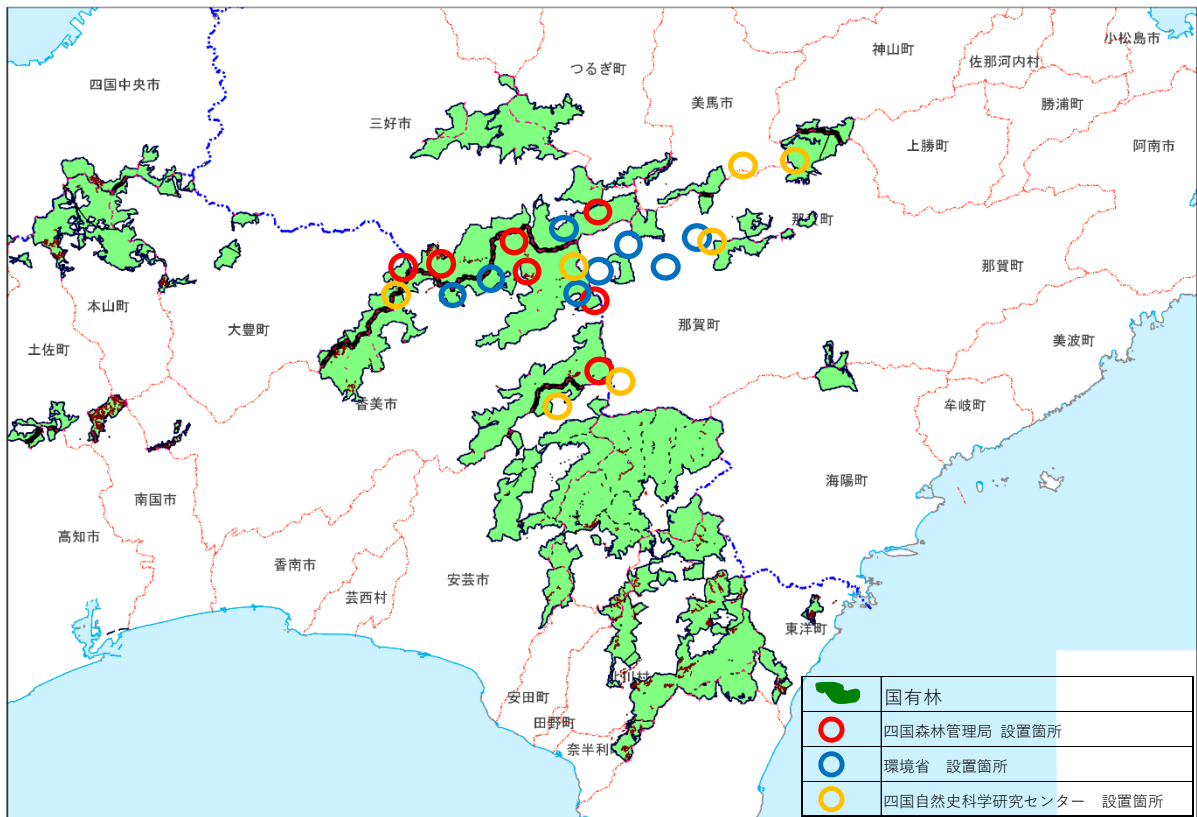 小松島市
神山町
佐那河内村
つるぎ町
四国中央市
美馬市
勝浦町
三好市
上勝町
阿南市
那賀町
那賀町
本山町
大豊町
那賀町
美波町
土佐町
香美市
牟岐町
海陽町
南国市
高知市
香南市
安芸市
芸西村
東洋町
北川村
安田町
田野町
奈半利
国有林
四国森林管理局 設置箇所
環境省 設置箇所
四国自然史科学研究センター 設置箇所